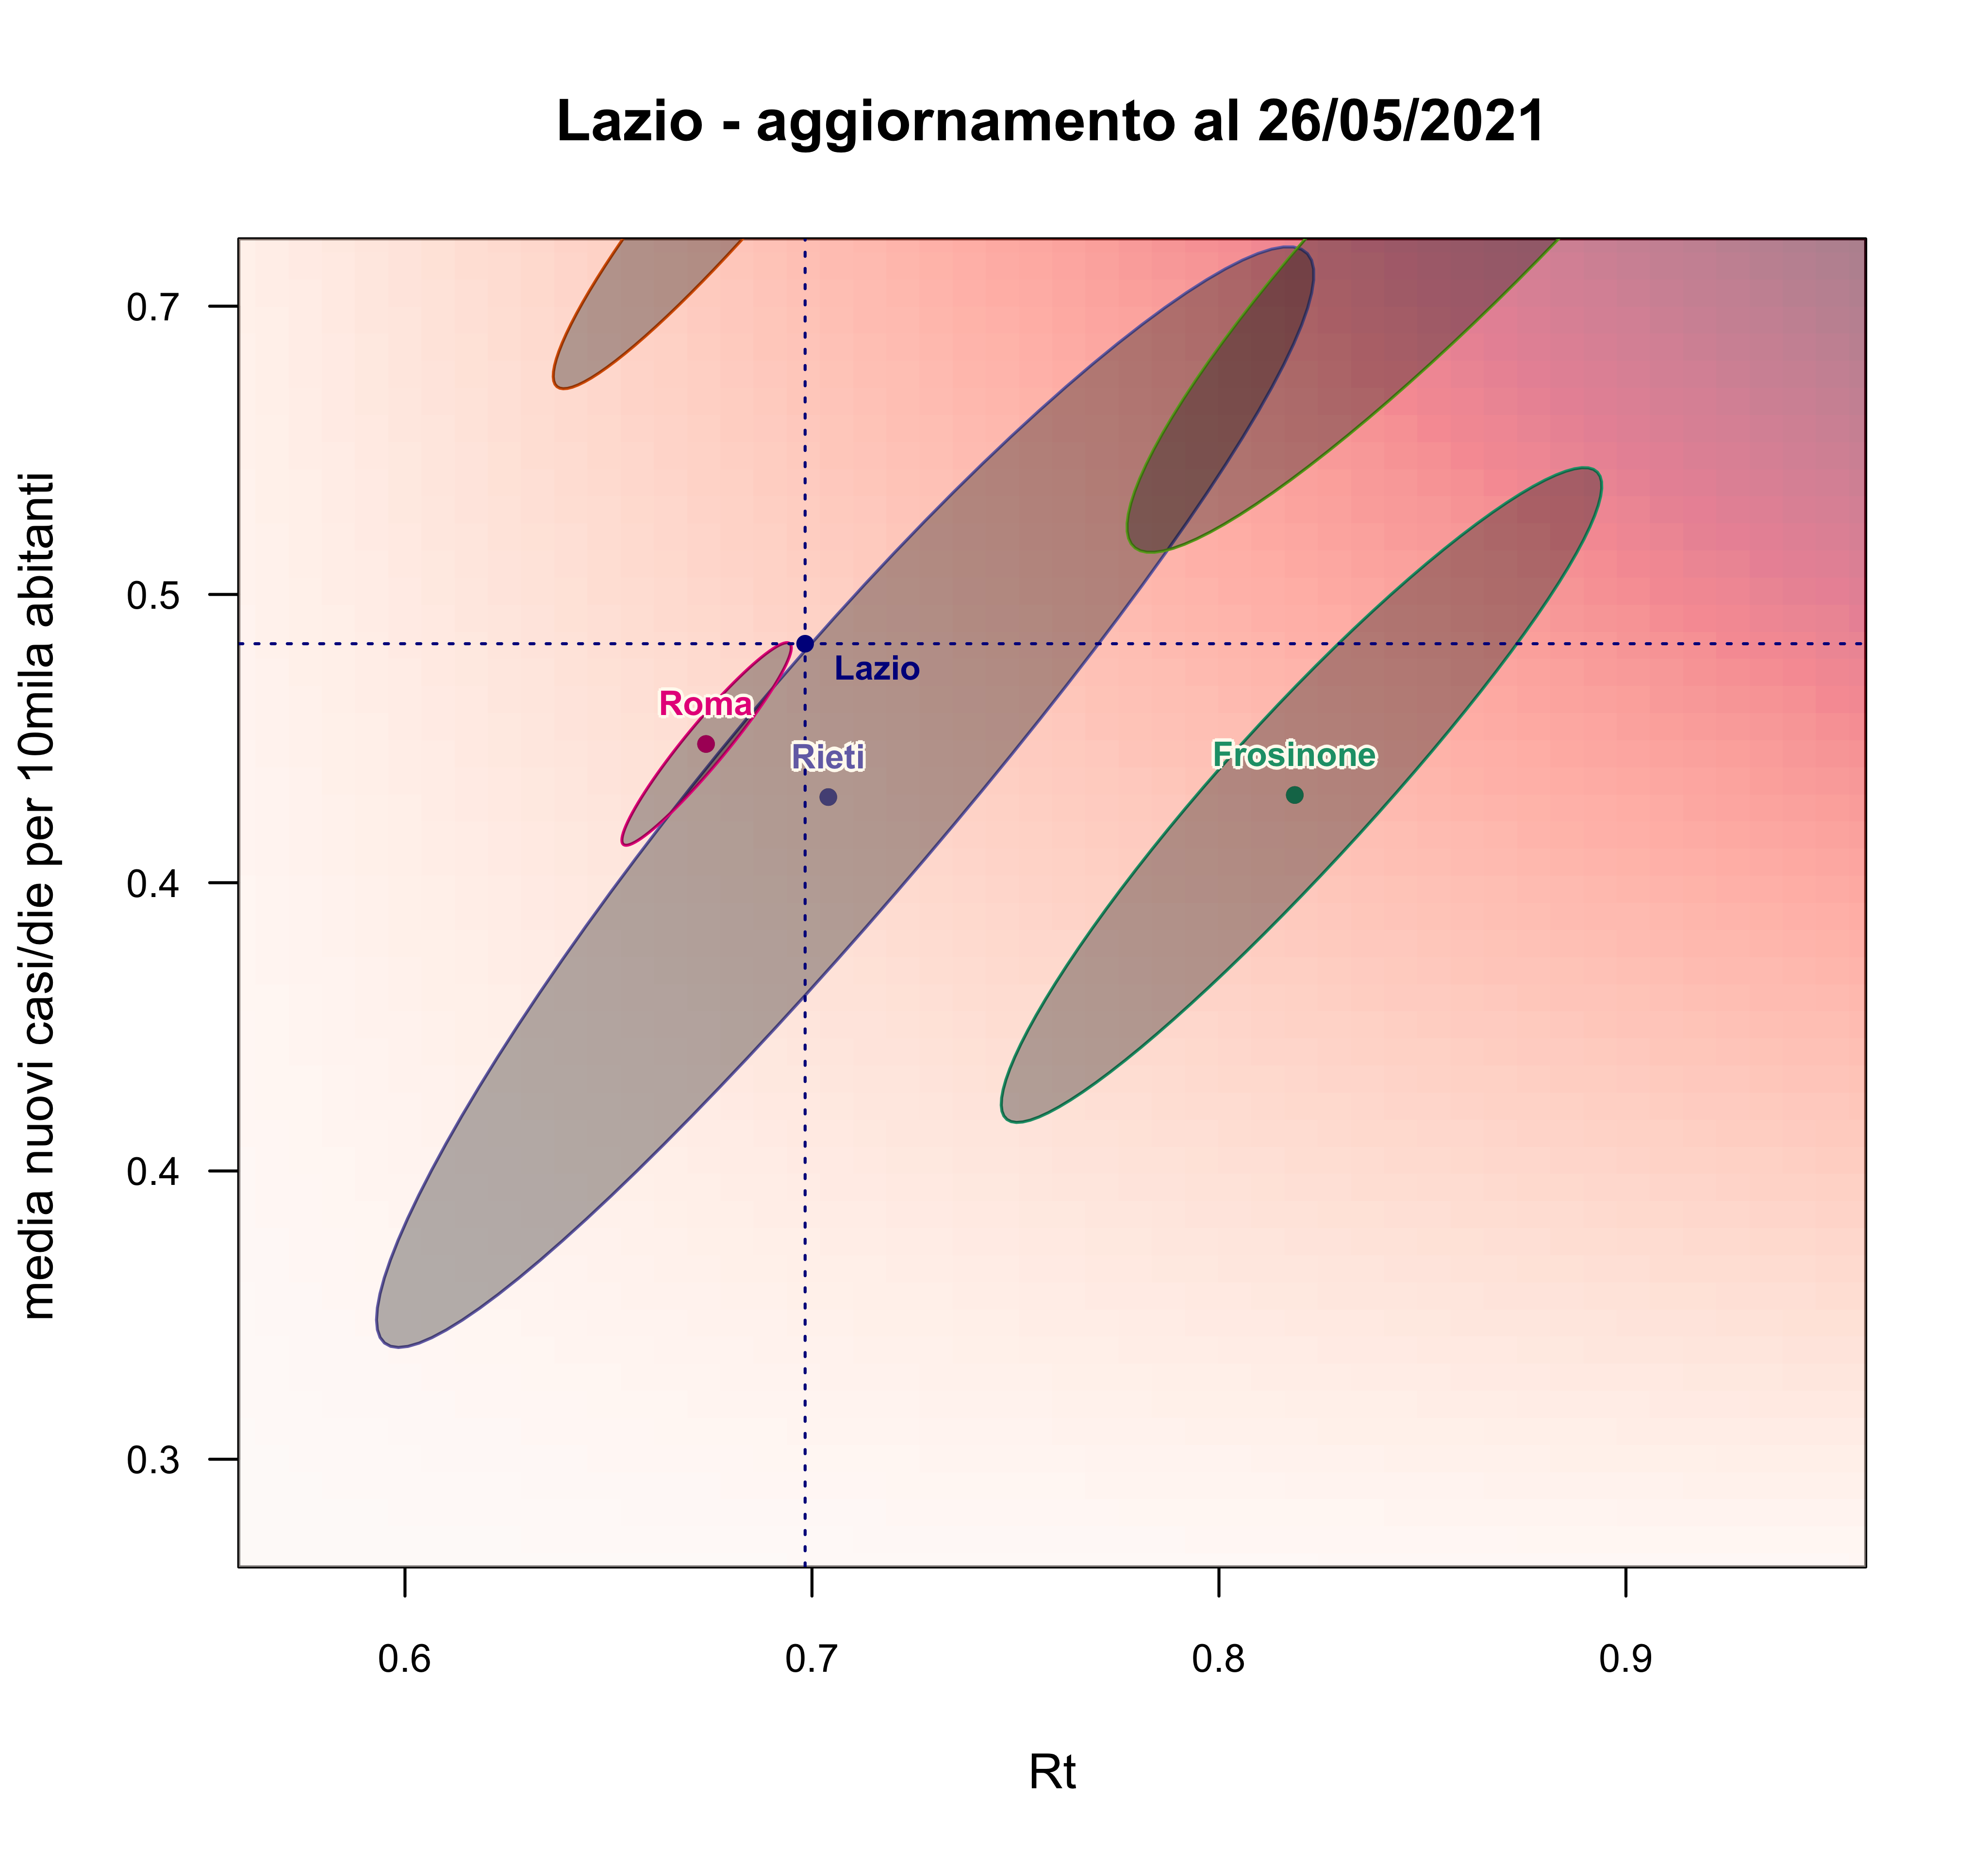 Lazio - aggiornamento al 26/05/2021
media nuovi casi/die per 10mila abitanti
0.7
0.5
0.4
0.4
0.3
Lazio
Roma
Rieti
Frosinone
0.6
0.7
0.8
0.9
Rt